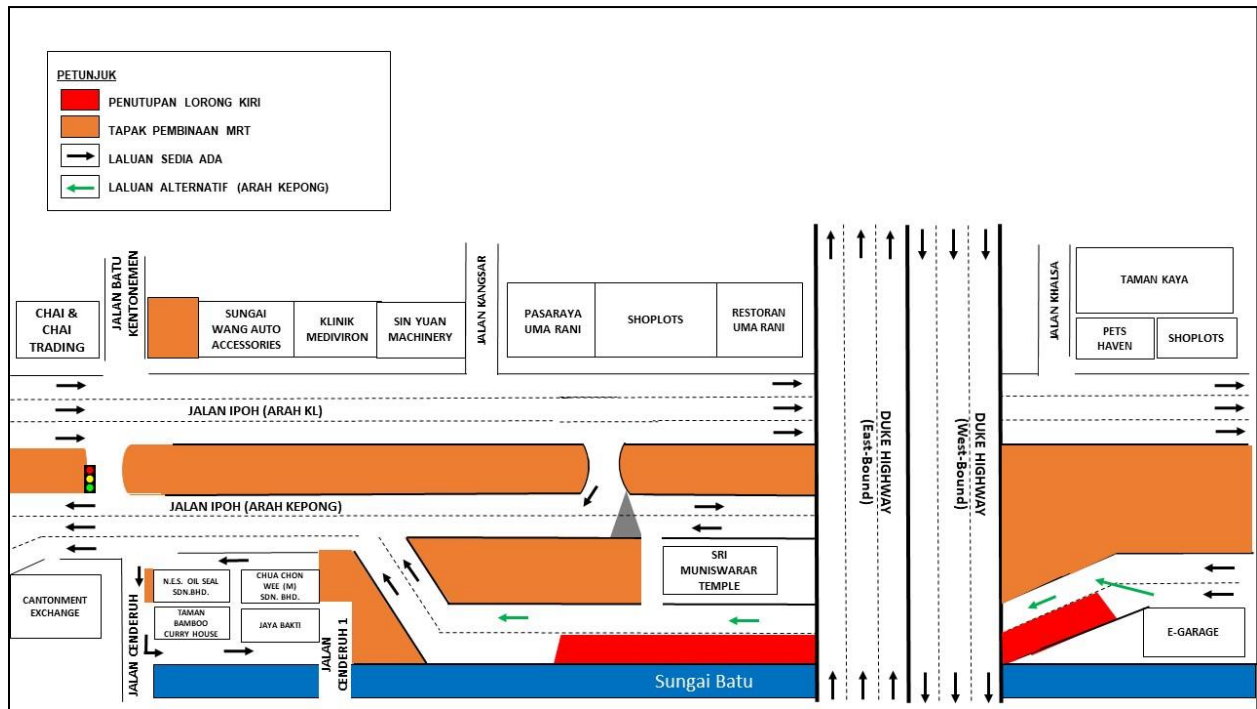 PETUNJUK
PENUTUPAN LORONG KIRI
TAPAK PEMBINAAN MRT
LALUAN SEDIA ADA
LALUAN ALTERNATIF (ARAH KEPONG)
CHAI &
CHAI
TRADING
JALAN BATU
KENTONEMEN
SUNGAI
WANG AUTO
ACCESSORIES
KLINIK
MEDIVIRON
SIN YUAN
MACHINERY
JALAN KANGSAR
PASARAYA
UMA RANI
SHOPLOTS
RESTORAN
UMA RANI
JALAN KHALSA
TAMAN KAYA
PETS
HAVEN
SHOPLOTS
JALAN IPOH (ARAH KL)
DUKE HIGHWAY
(East-Bound)
DUKE HIGHWAY
(West-Bound)
JALAN IPOH (ARAH KEPONG)
CANTONMENT
EXCHANGE
JALAN CENDERUH
N.E.S. OIL SEAL
SDN.BHD.
CHUA CHON
WEE (M)
SDN. BHD.
TAMAN
BAMBOO
CURRY HOUSE
JAYA BAKTI
JALAN
CENDERUH 1
SRI
MUNISWARAR
TEMPLE
E-GARAGE
Sungai Batu